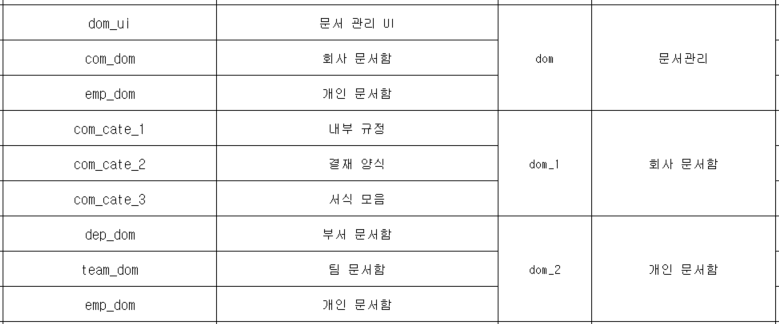 dom_ui 문서 관리 UI
com_dom 회사 문서함 dom 문서관리
emp_dom 개인 문서함
com_cate_1 내부 규정
com_cate_2 결재 양식 dom_1 회사 문서함
com_cate_3 서식 모음
dep_dom 부서 문서함
team_dom 팀 문서함 dom_2 개인 문서함
emp_dom 개인 문서함